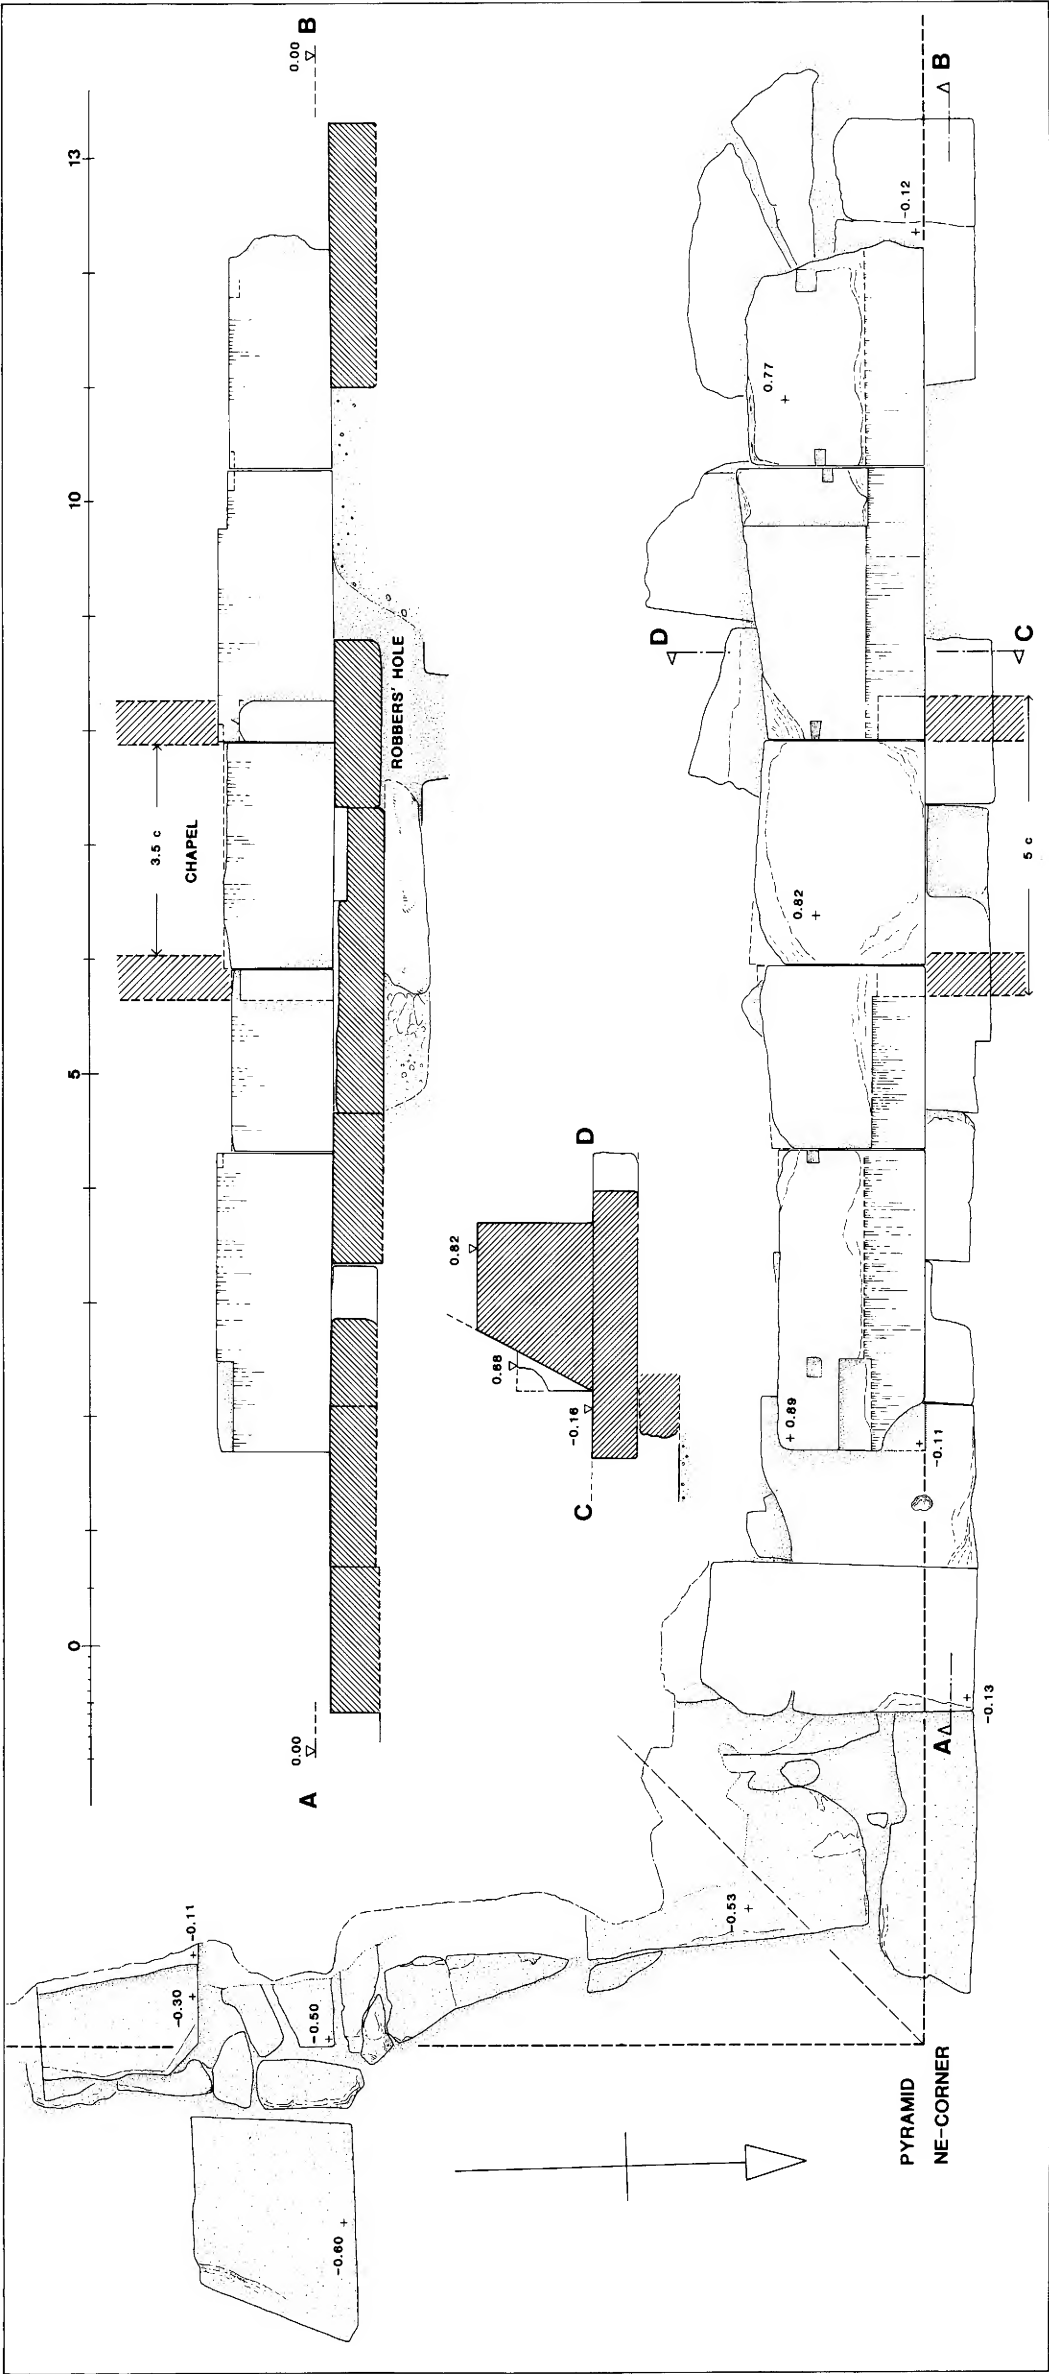 0
5
10
13
A
0.00
0.00
B
3.5 c
CHAPEL
ROBBERS' HOLE
C
-0.16
0.68
0.82
D
-0.11
-0.30
-0.50
-0.60
-0.53
PYRAMID
NE-CORNER
A
-0.13
-0.11
0.89
0.82
0.77
-0.12
D
C
5 c
B